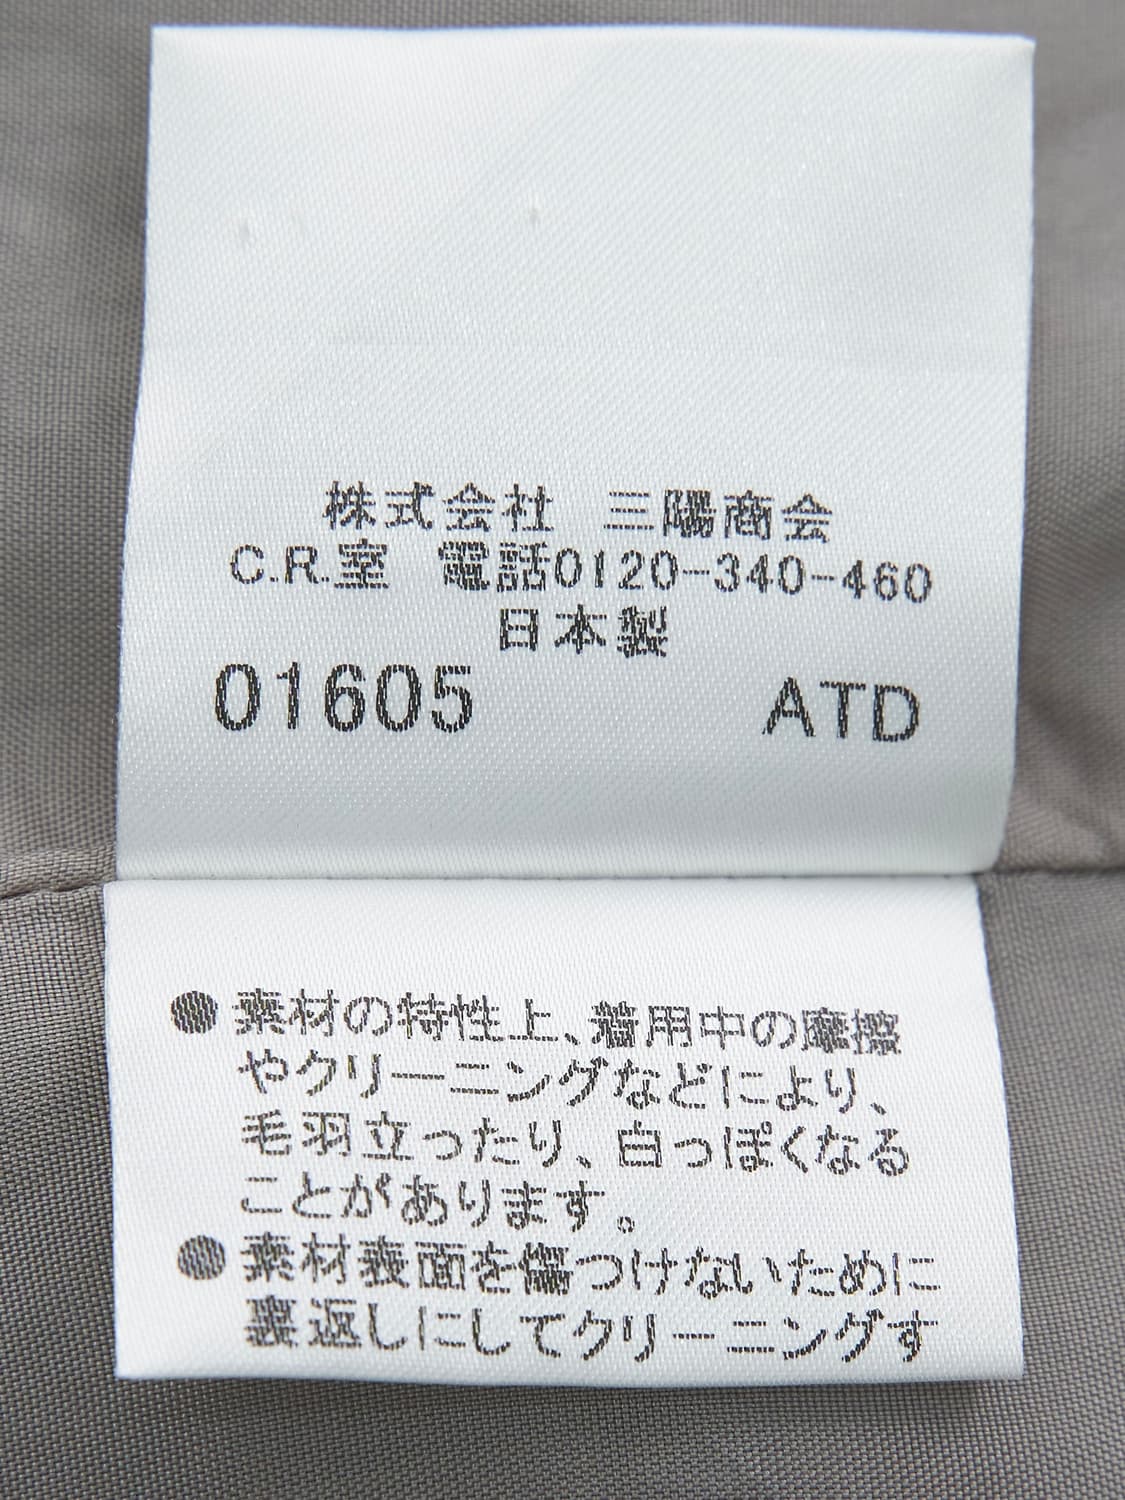 株式会社 三陽商会
C.R.室 電話0120-340-460
日本製
01605 ATD
●素材の特性上、着用中の摩擦
やクリーニングなどにより、
毛羽立ったり、白っぽくなる
ことがあります。
●素材表面を傷つけないために
裏返しにしてクリーニングす